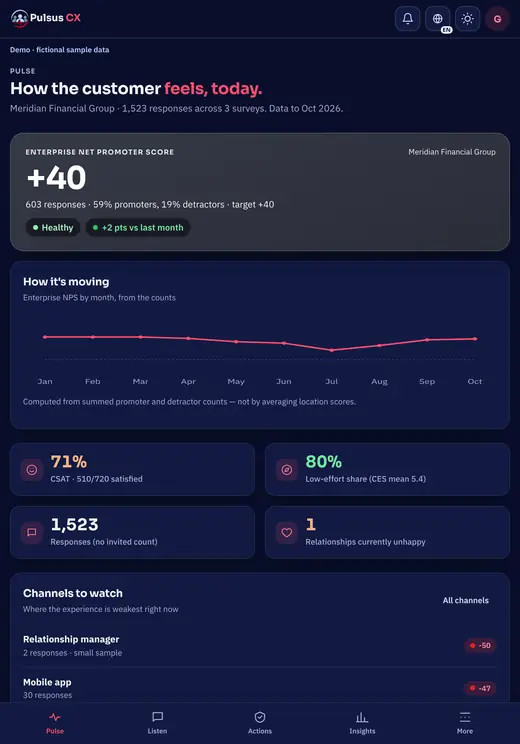 Pulsus CX
EN
G
Demo · fictional sample data
PULSE
How the customer feels, today.
Meridian Financial Group · 1,523 responses across 3 surveys. Data to Oct 2026.
ENTERPRISE NET PROMOTER SCORE
Meridian Financial Group
+40
603 responses · 59% promoters, 19% detractors · target +40
Healthy
+2 pts vs last month
How it's moving
Enterprise NPS by month, from the counts
Jan Feb Mar Apr May Jun Jul Aug Sep Oct
Computed from summed promoter and detractor counts — not by averaging location scores.
71%
CSAT · 510/720 satisfied
80%
Low-effort share (CES mean 5.4)
1,523
Responses (no invited count)
1
Relationships currently unhappy
Channels to watch
Where the experience is weakest right now
All channels
Relationship manager
2 responses · small sample
-50
Mobile app
30 responses
-47
Pulse
Listen
Actions
Insights
More